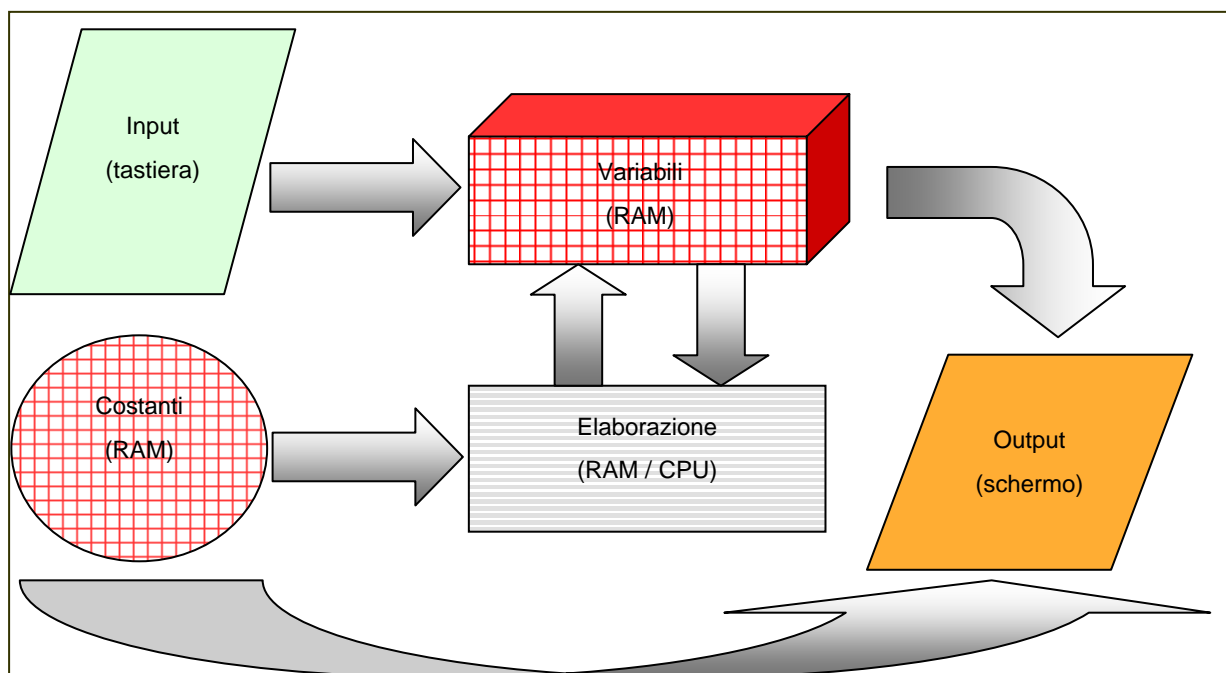 Input
(tastiera)
Variabili
(RAM)
Costanti
(RAM)
Elaborazione
(RAM / CPU)
Output
(schermo)